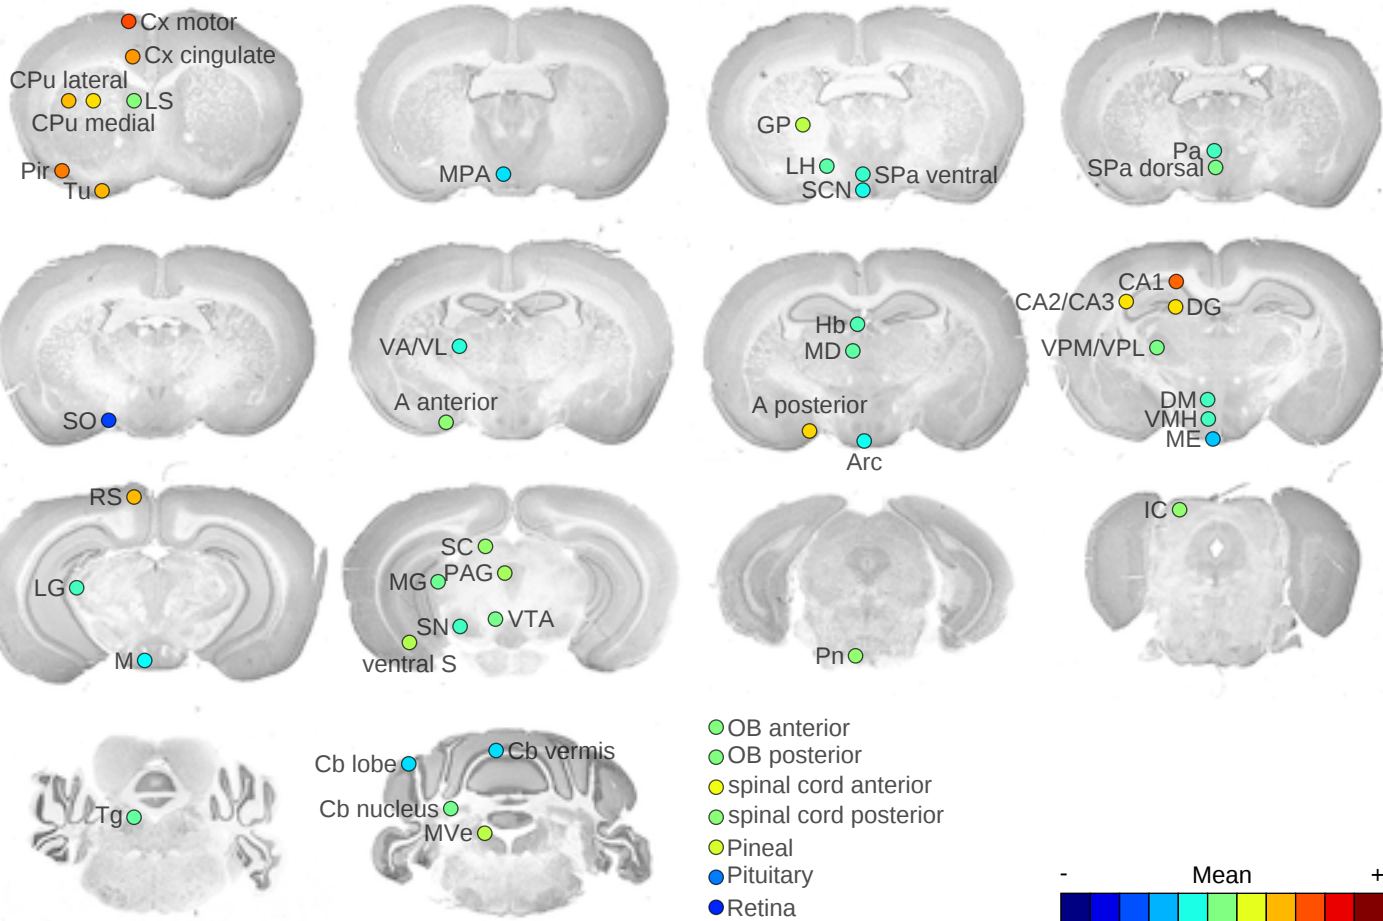 Cx motor
Cx cingulate
CPu lateral
LS
CPu medial
Pir
Tu
MPA
GP
LH
SPa ventral
SCN
Pa
SPa dorsal
SO
VA/VL
A anterior
Hb
MD
A posterior
Arc
CA1
CA2/CA3
DG
VPM/VPL
DM
VMH
ME
RS
LG
M
SC
PAG
MG
VTA
SN
ventral S
Pn
IC
Tg
Cb vermis
Cb lobe
Cb nucleus
MVe
OB anterior
OB posterior
spinal cord anterior
spinal cord posterior
Pineal
Pituitary
Retina
- Mean +